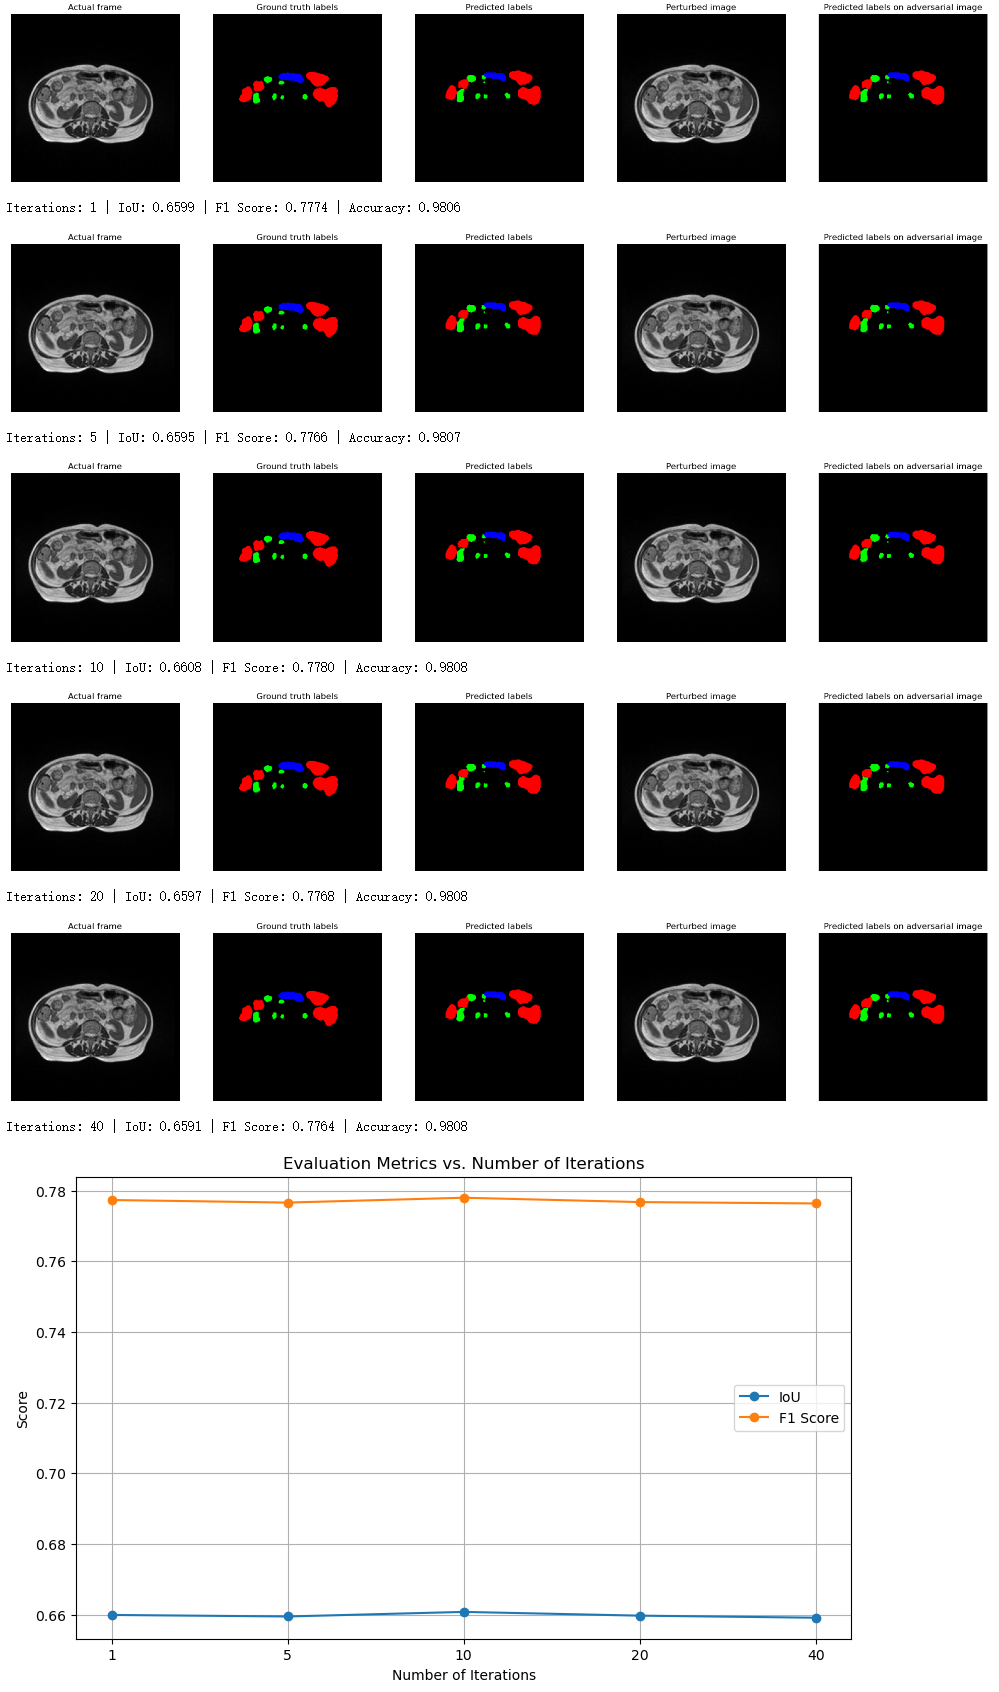 Actual frame Ground truth labels Predicted labels Perturbed image Predicted labels on adversarial image
Iterations: 1 | IoU: 0.6599 | F1 Score: 0.7774 | Accuracy: 0.9806
Actual frame Ground truth labels Predicted labels Perturbed image Predicted labels on adversarial image
Iterations: 5 | IoU: 0.6595 | F1 Score: 0.7766 | Accuracy: 0.9807
Actual frame Ground truth labels Predicted labels Perturbed image Predicted labels on adversarial image
Iterations: 10 | IoU: 0.6608 | F1 Score: 0.7780 | Accuracy: 0.9808
Actual frame Ground truth labels Predicted labels Perturbed image Predicted labels on adversarial image
Iterations: 20 | IoU: 0.6597 | F1 Score: 0.7768 | Accuracy: 0.9808
Actual frame Ground truth labels Predicted labels Perturbed image Predicted labels on adversarial image
Iterations: 40 | IoU: 0.6591 | F1 Score: 0.7764 | Accuracy: 0.9808
Evaluation Metrics vs. Number of Iterations
0.78
0.76
0.74
0.72
0.70
0.68
0.66
Score
IoU
F1 Score
1 5 10 20 40
Number of Iterations